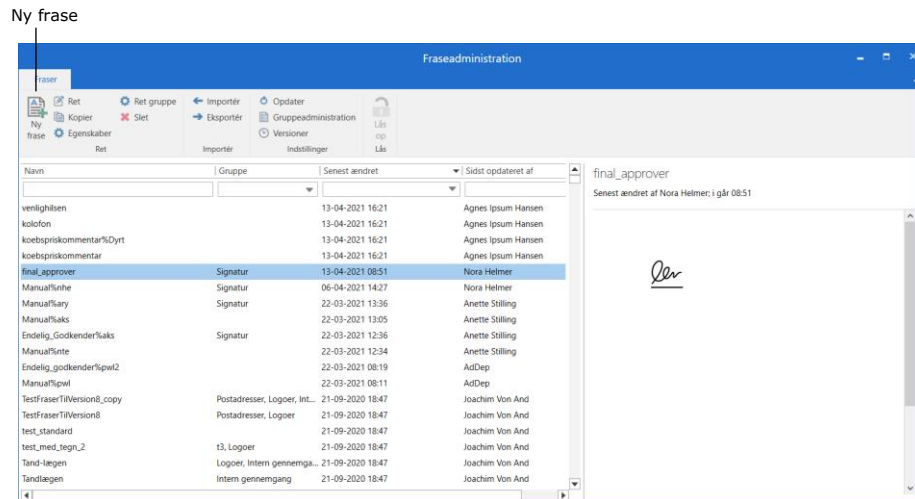 Ny frase
Fraseadministration
Fraser
Ny frase
Ret
Kopier
Egenskaber
Ret gruppe
Slet
Ret
Importér
Eksportér
Importér
Opdater
Gruppeadministration
Versioner
Indstillinger
Lås op
Lås
Navn Gruppe Senest ændret Sidst opdateret af
venlighilsen 13-04-2021 16:21 Agnes Ipsum Hansen
kolofon 13-04-2021 16:21 Agnes Ipsum Hansen
koebspriskommentar%Dyrt 13-04-2021 16:21 Agnes Ipsum Hansen
koebspriskommentar 13-04-2021 16:21 Agnes Ipsum Hansen
final_approver Signatur 13-04-2021 08:51 Nora Helmer
Manual%nhe Signatur 06-04-2021 14:27 Nora Helmer
Manual%ary Signatur 22-03-2021 13:36 Anette Stilling
Manual%aks 22-03-2021 13:05 Anette Stilling
Endelig_Godkender%aks Signatur 22-03-2021 12:36 Anette Stilling
Manual%nte 22-03-2021 12:34 Anette Stilling
Endelig_godkender%pwl2 22-03-2021 08:19 AdDep
Manual%pwl 22-03-2021 08:11 AdDep
TestFraserTilVersion8_copy Postadresser, Logoer, Int... 21-09-2020 18:47 Joachim Von And
TestFraserTilVersion8 Postadresser, Logoer 21-09-2020 18:47 Joachim Von And
test_standard 21-09-2020 18:47 Joachim Von And
test_med_tegn_2 t3, Logoer 21-09-2020 18:47 Joachim Von And
Tand-lægen Logoer, Intern gennemga... 21-09-2020 18:47 Joachim Von And
Tandlægen Intern gennemgang 21-09-2020 18:47 Joachim Von And
final_approver
Senest ændret af Nora Helmer; i går 08:51